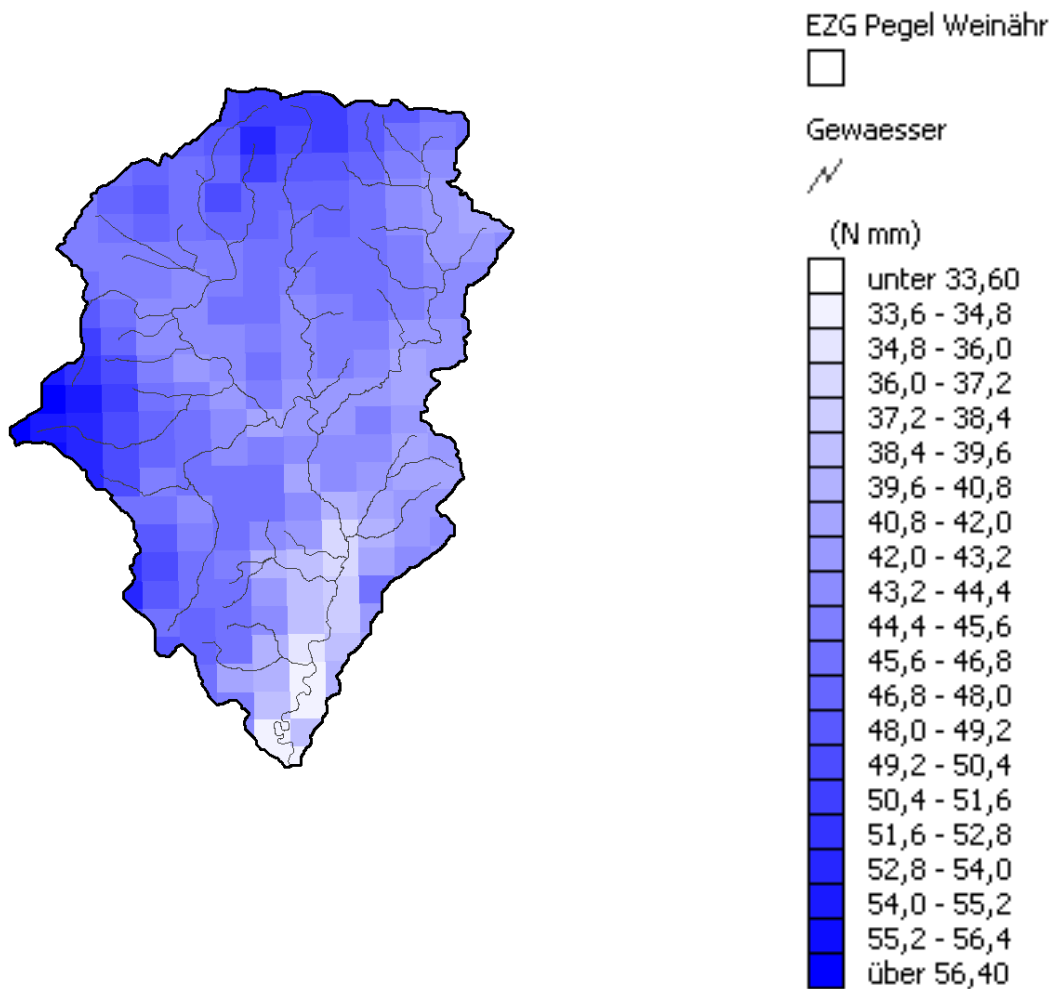 EZG Pegel Weinähr
Gewaesser
(N mm)
unter 33,60
33,6 - 34,8
34,8 - 36,0
36,0 - 37,2
37,2 - 38,4
38,4 - 39,6
39,6 - 40,8
40,8 - 42,0
42,0 - 43,2
43,2 - 44,4
44,4 - 45,6
45,6 - 46,8
46,8 - 48,0
48,0 - 49,2
49,2 - 50,4
50,4 - 51,6
51,6 - 52,8
52,8 - 54,0
54,0 - 55,2
55,2 - 56,4
über 56,40